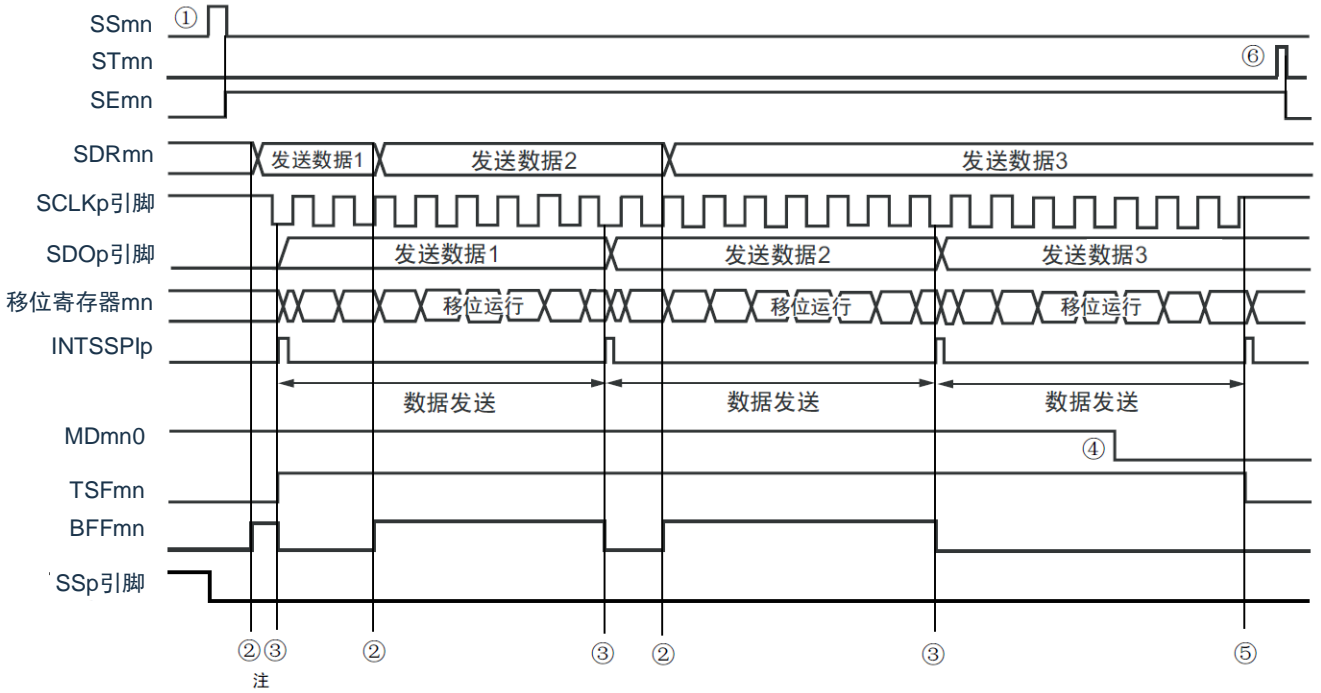 ① SSmn
STmn ⑥
SEmn
SDRmn 发送数据1 发送数据2 发送数据3
SCLKp引脚
SDOp引脚 发送数据1 发送数据2 发送数据3
移位寄存器mn 移位运行 移位运行 移位运行
INTSSPIp
数据发送 数据发送 数据发送
MDmn0 ④
TSFmn
BFFmn
SSp引脚
② ③ ② ③ ② ③ ⑤
注